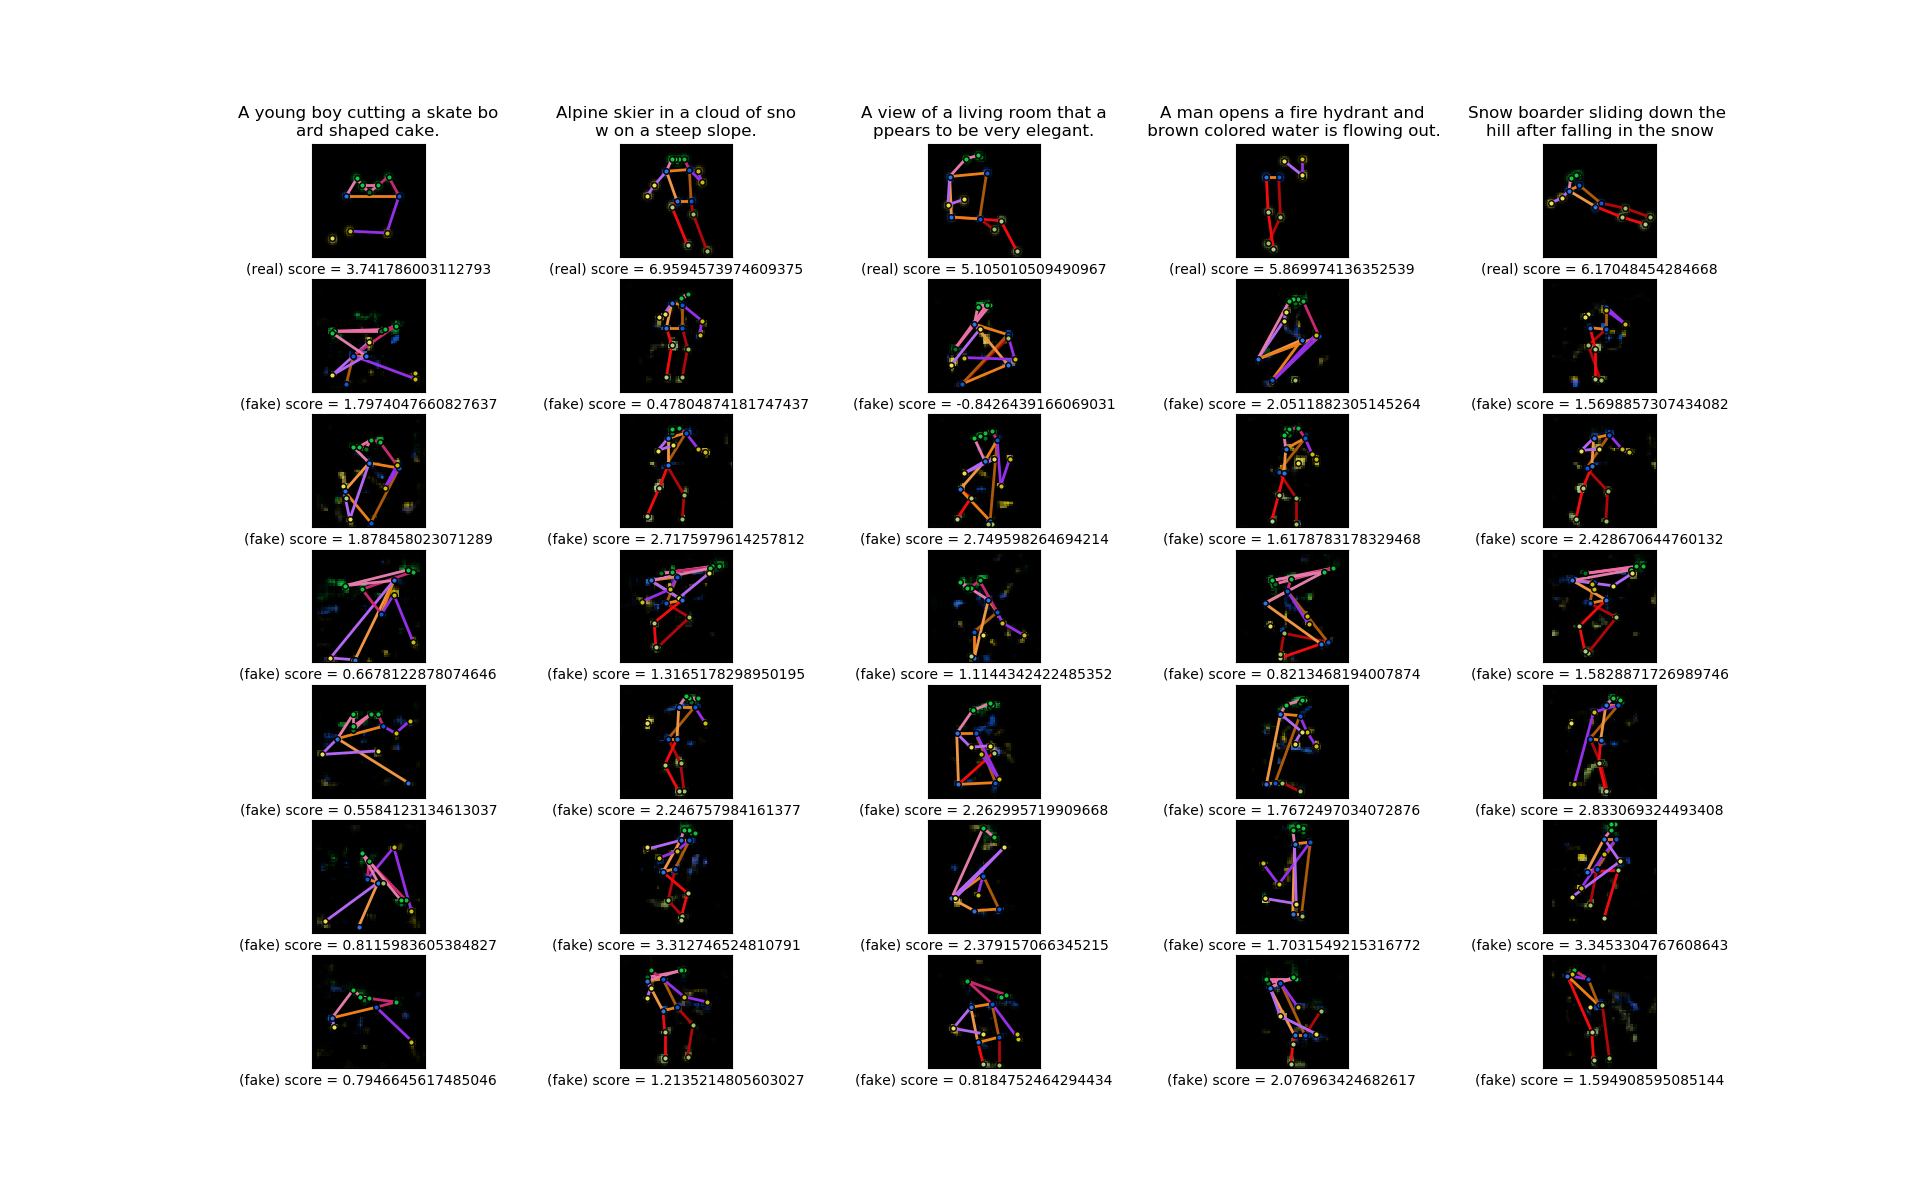 A young boy cutting a skate bo
ard shaped cake.
Alpine skier in a cloud of sno
w on a steep slope.
A view of a living room that a
ppears to be very elegant.
A man opens a fire hydrant and
brown colored water is flowing out.
Snow boarder sliding down the
hill after falling in the snow
(real) score = 3.741786003112793
(real) score = 6.9594573974609375
(real) score = 5.105010509490967
(real) score = 5.869974136352539
(real) score = 6.17048454284668
(fake) score = 1.7974047660827637
(fake) score = 0.47804874181747437
(fake) score = -0.8426439166069031
(fake) score = 2.0511882305145264
(fake) score = 1.5698857307434082
(fake) score = 1.878458023071289
(fake) score = 2.7175979614257812
(fake) score = 2.749598264694214
(fake) score = 1.6178783178329468
(fake) score = 2.428670644760132
(fake) score = 0.6678122878074646
(fake) score = 1.3165178298950195
(fake) score = 1.1144342422485352
(fake) score = 0.8213468194007874
(fake) score = 1.5828871726989746
(fake) score = 0.5584123134613037
(fake) score = 2.246757984161377
(fake) score = 2.262995719909668
(fake) score = 1.7672497034072876
(fake) score = 2.833069324493408
(fake) score = 0.8115983605384827
(fake) score = 3.312746524810791
(fake) score = 2.379157066345215
(fake) score = 1.7031549215316772
(fake) score = 3.3453304767608643
(fake) score = 0.7946645617485046
(fake) score = 1.2135214805603027
(fake) score = 0.8184752464294434
(fake) score = 2.076963424682617
(fake) score = 1.594908595085144